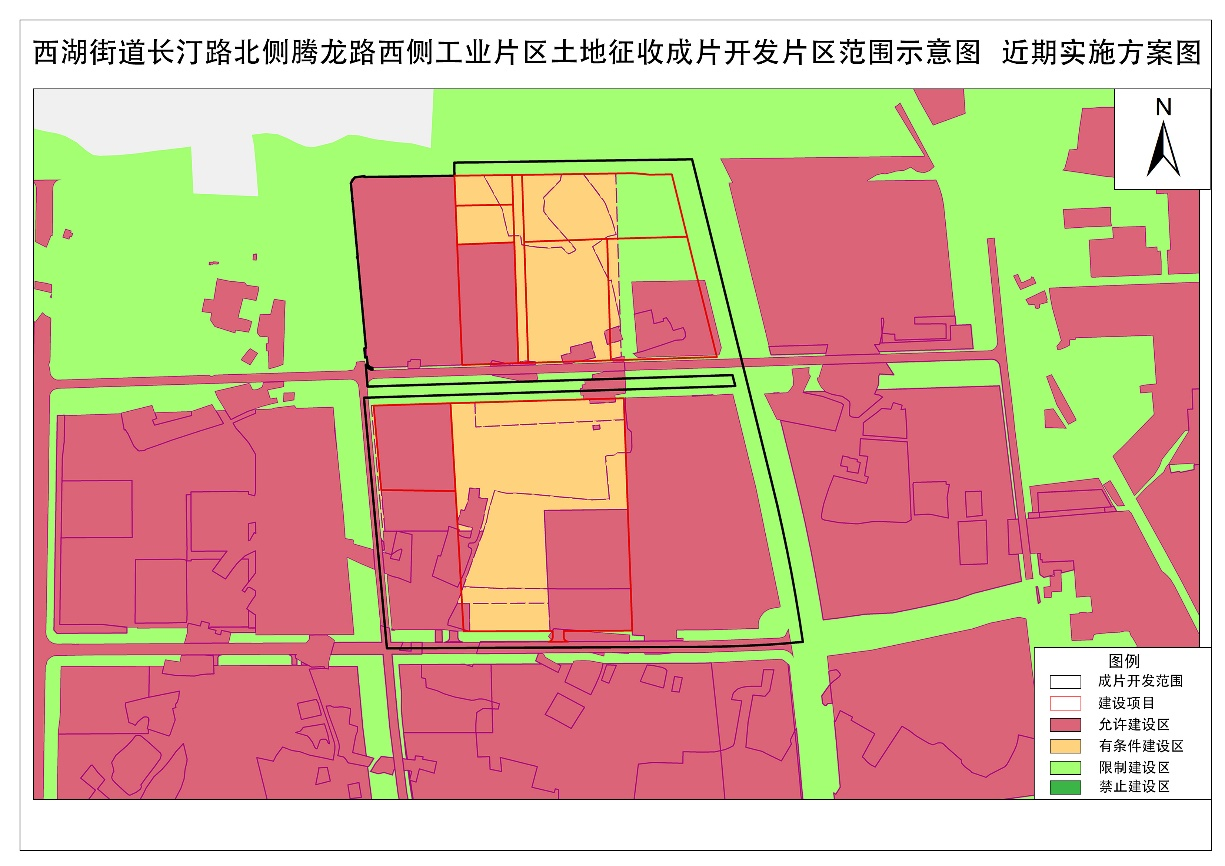 西湖街道长汀路北侧腾龙路西侧工业片区土地征收成片开发片区范围示意图 近期实施方案图
N
图例
成片开发范围
建设项目
允许建设区
有条件建设区
限制建设区
禁止建设区